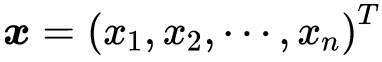 x = (x₁, x₂, ⋯, xₙ)ᵀ